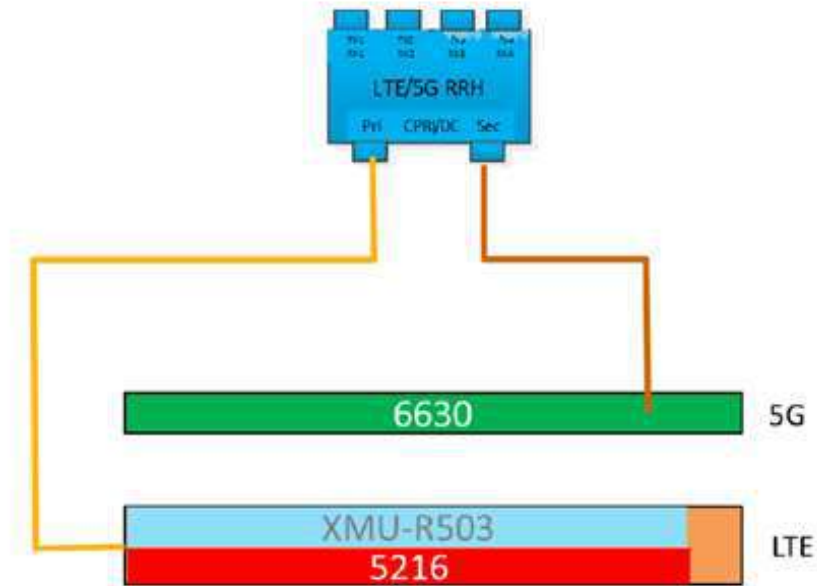 LTE/5G RRH
Pri CPRI/DC Sec
6630
5G
XMU-R503
LTE
5216